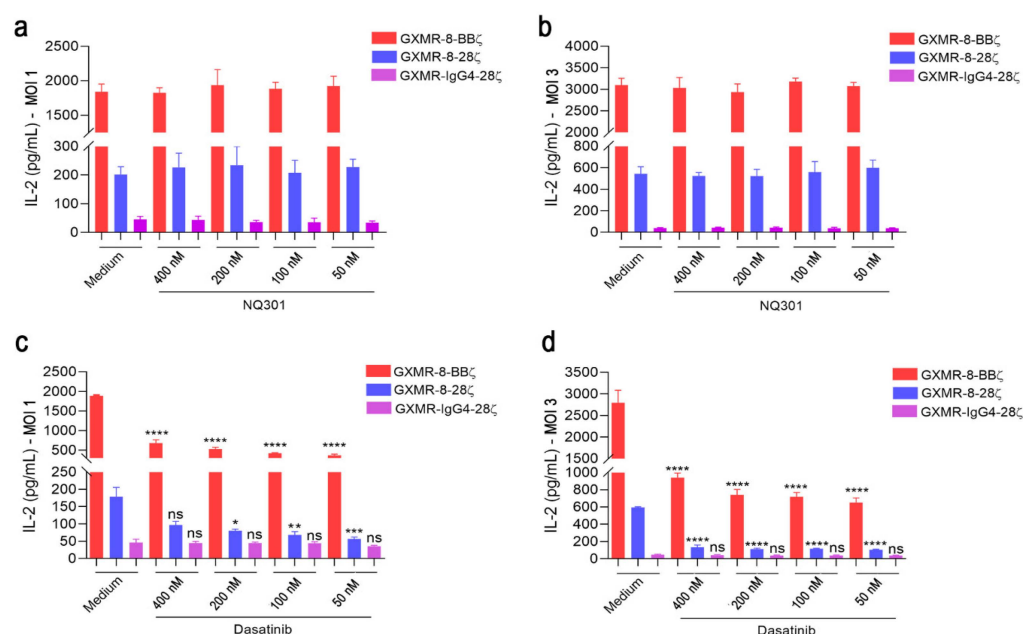 a
GXMR-8-BBζ
GXMR-8-28ζ
GXMR-IgG4-28ζ
IL-2 (pg/mL) - MOI 1
2500
2000
1500
1000
300
200
100
0
Medium
400 nM
200 nM
100 nM
50 nM
NQ301
b
GXMR-8-BBζ
GXMR-8-28ζ
GXMR-IgG4-28ζ
IL-2 (pg/mL) - MOI 3
4000
3500
3000
2500
2000
800
600
400
200
0
Medium
400 nM
200 nM
100 nM
50 nM
NQ301
c
GXMR-8-BBζ
GXMR-8-28ζ
GXMR-IgG4-28ζ
IL-2 (pg/mL) - MOI 1
2500
2000
1500
1000
500
250
200
150
100
50
0
**** **** **** ****
ns ns * ns ** ns *** ns
Medium
400 nM
200 nM
100 nM
50 nM
Dasatinib
d
GXMR-8-BBζ
GXMR-8-28ζ
GXMR-IgG4-28ζ
IL-2 (pg/mL) - MOI 3
3500
3000
2500
1000
800
600
400
200
0
**** **** **** ****
**** ns **** ns **** ns **** ns
Medium
400 nM
200 nM
100 nM
50 nM
Dasatinib